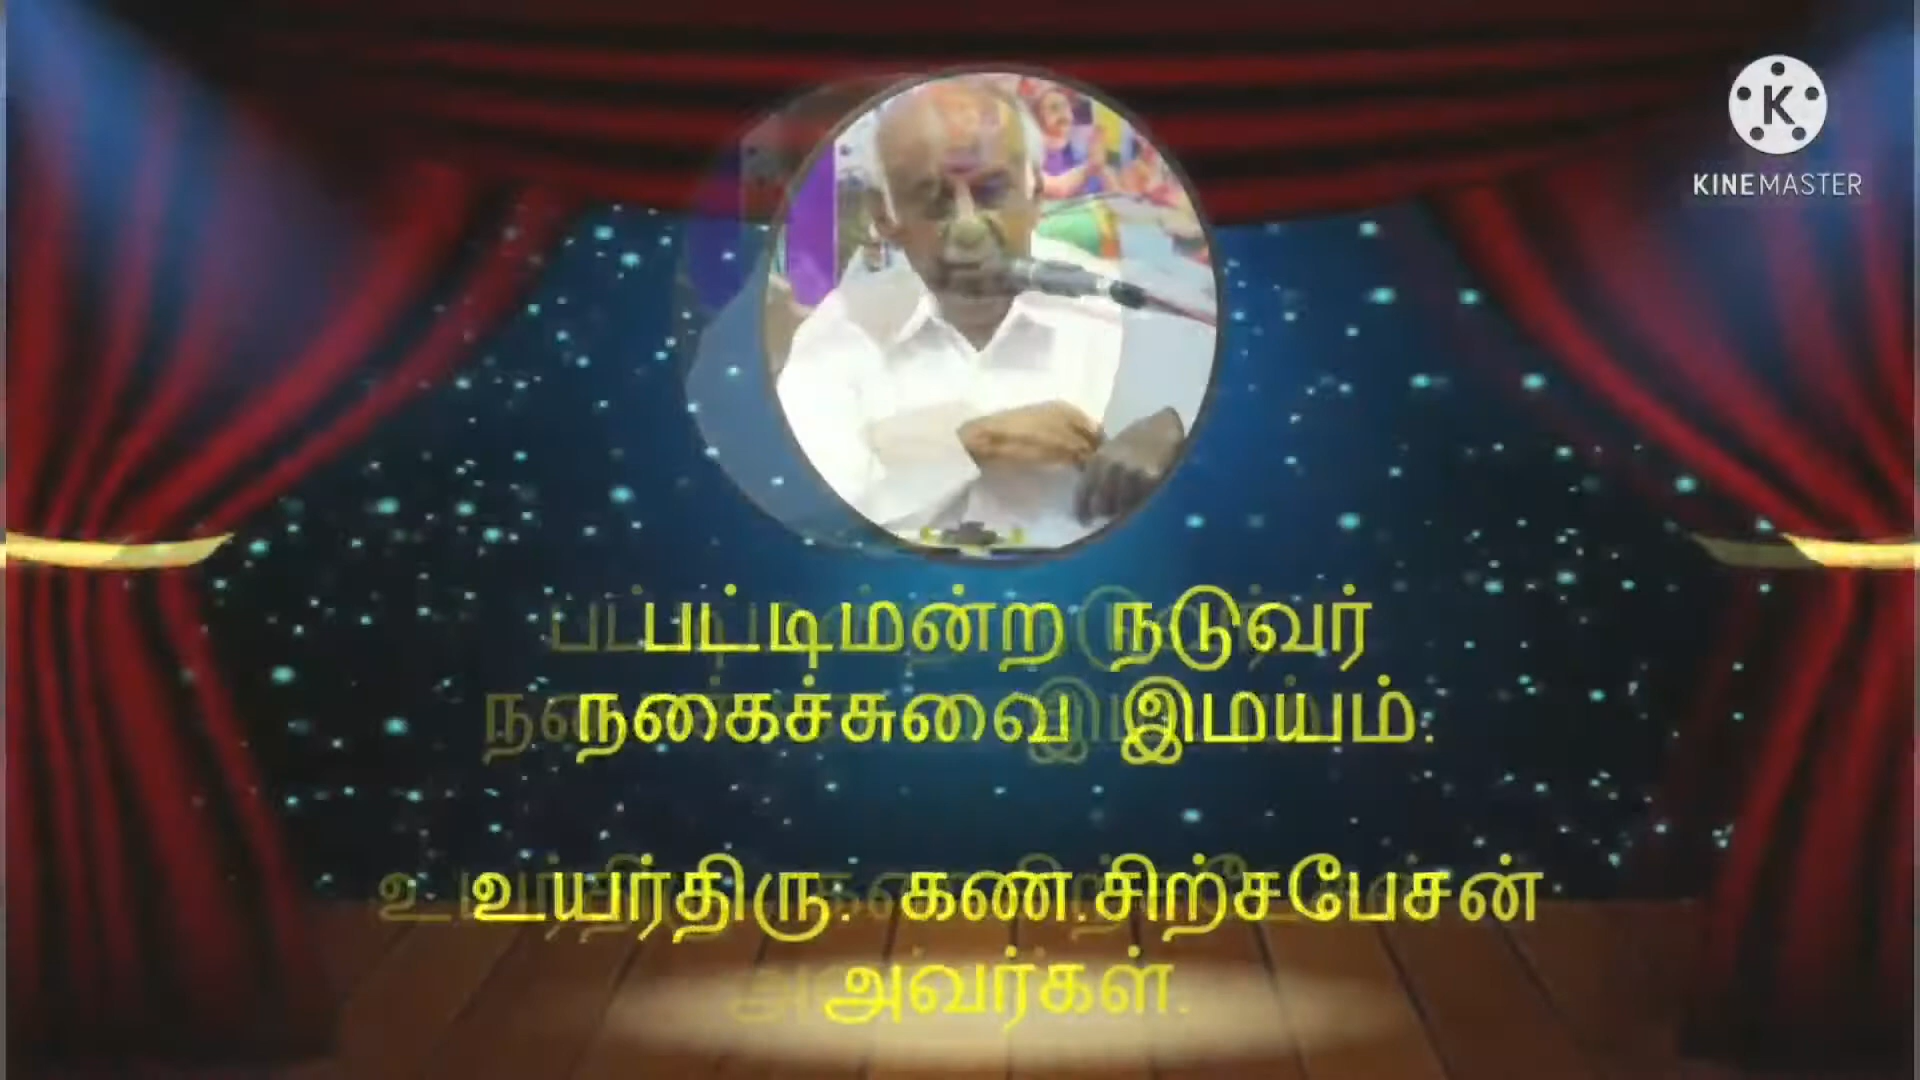 KINEMASTER
பட்டிமன்ற நடுவர்
நகைச்சுவை இமயம்.
உயர்திரு. கண.சிற்சபேசன்
அவர்கள்.